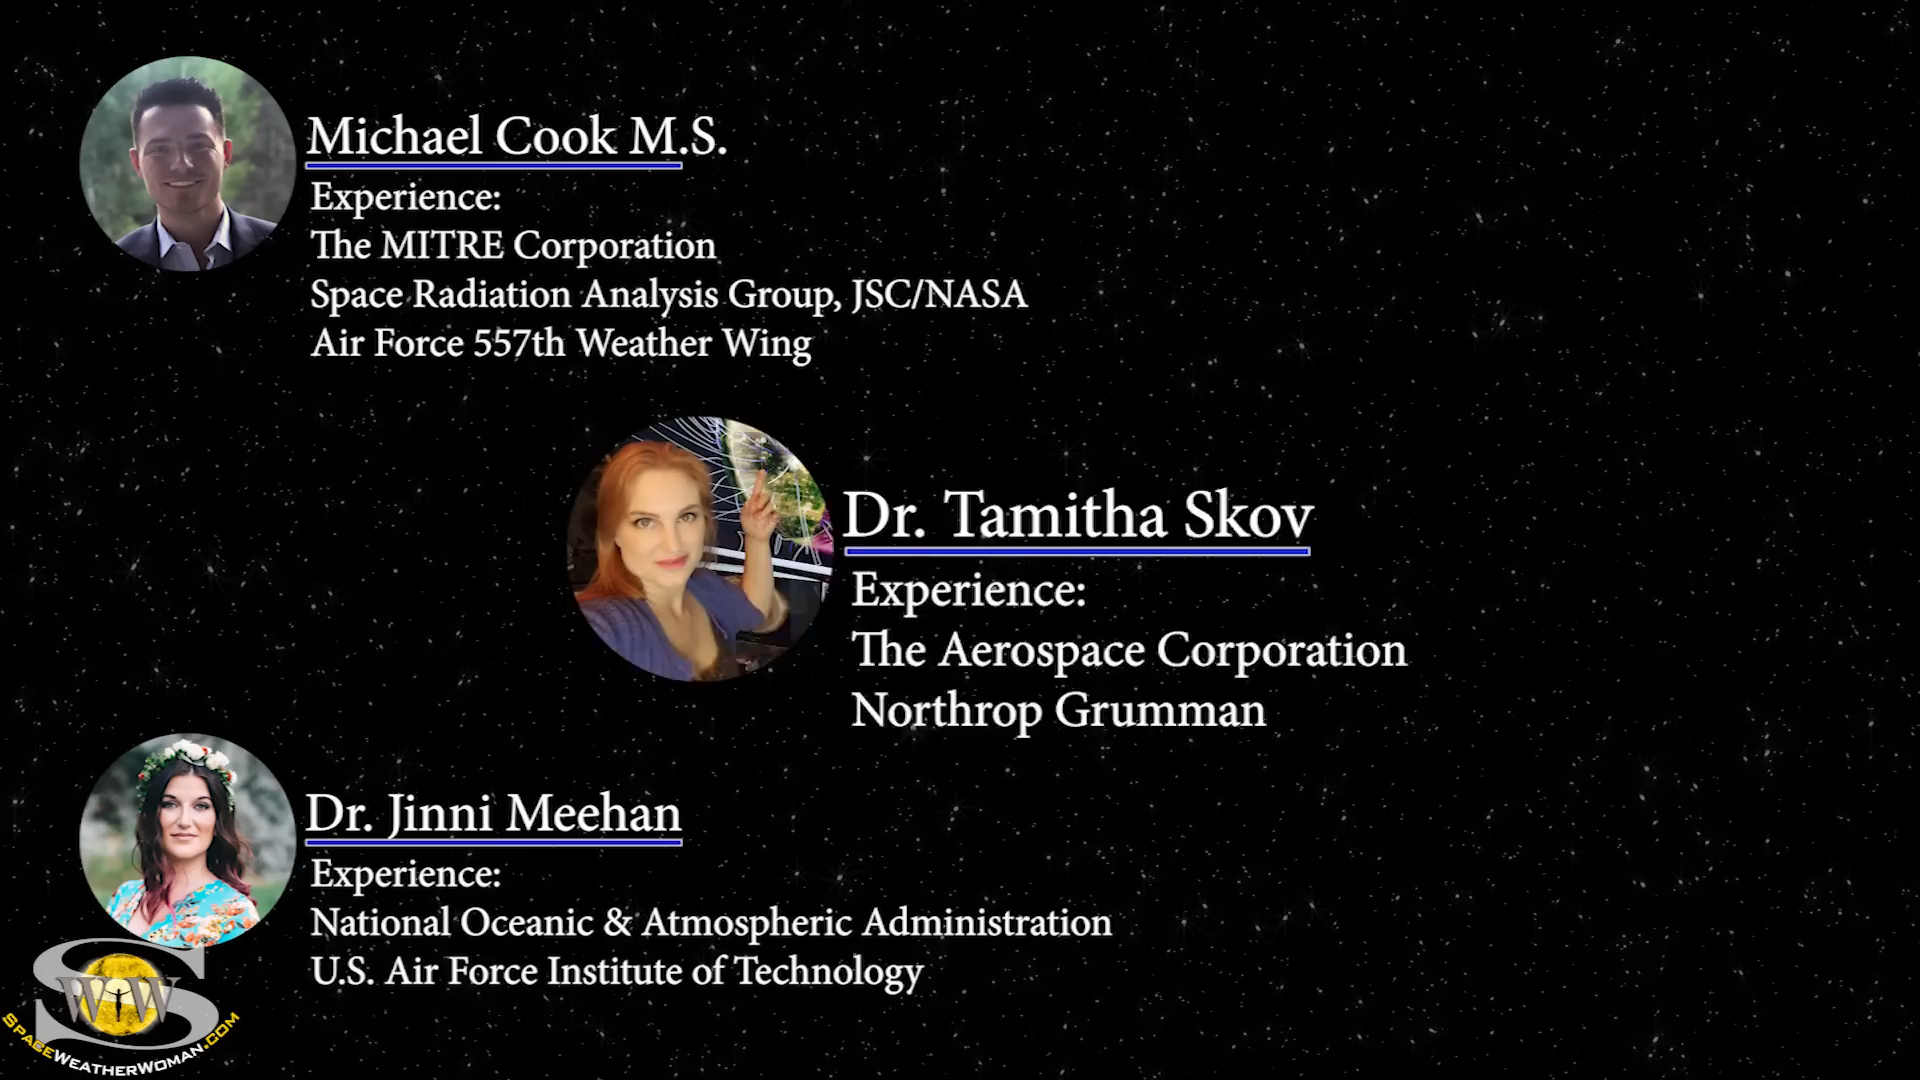 Michael Cook M.S.
Experience:
The MITRE Corporation
Space Radiation Analysis Group, JSC/NASA
Air Force 557th Weather Wing
Dr. Tamitha Skov
Experience:
The Aerospace Corporation
Northrop Grumman
Dr. Jinni Meehan
Experience:
National Oceanic & Atmospheric Administration
U.S. Air Force Institute of Technology
SWW
SPACEWEATHERWOMAN.COM